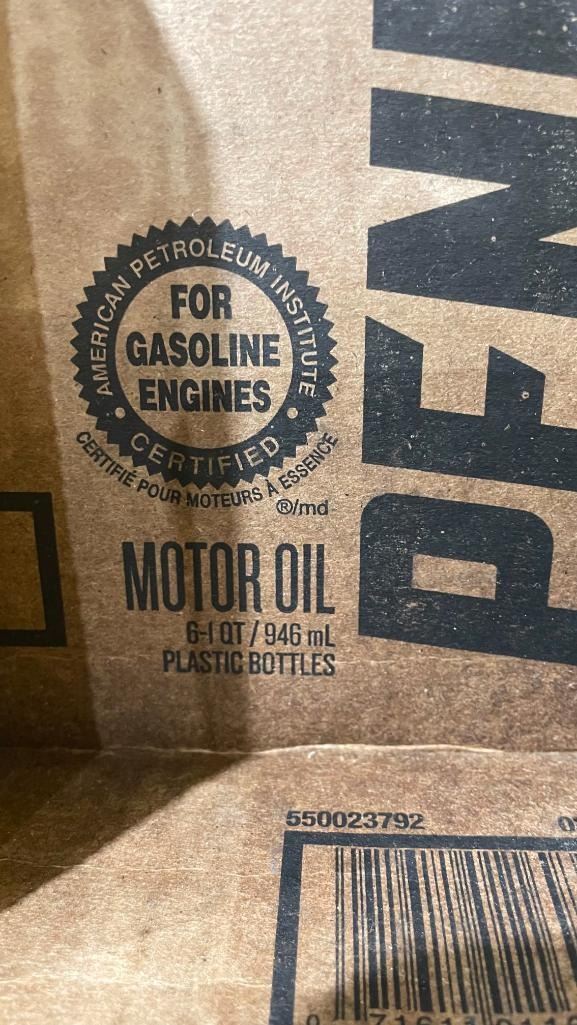 AMERICAN PETROLEUM INSTITUTE
FOR
GASOLINE
ENGINES
CERTIFIED
CERTIFIÉ POUR MOTEURS À ESSENCE
®/md
MOTOR OIL
6-1 QT / 946 mL
PLASTIC BOTTLES
PENN
550023792